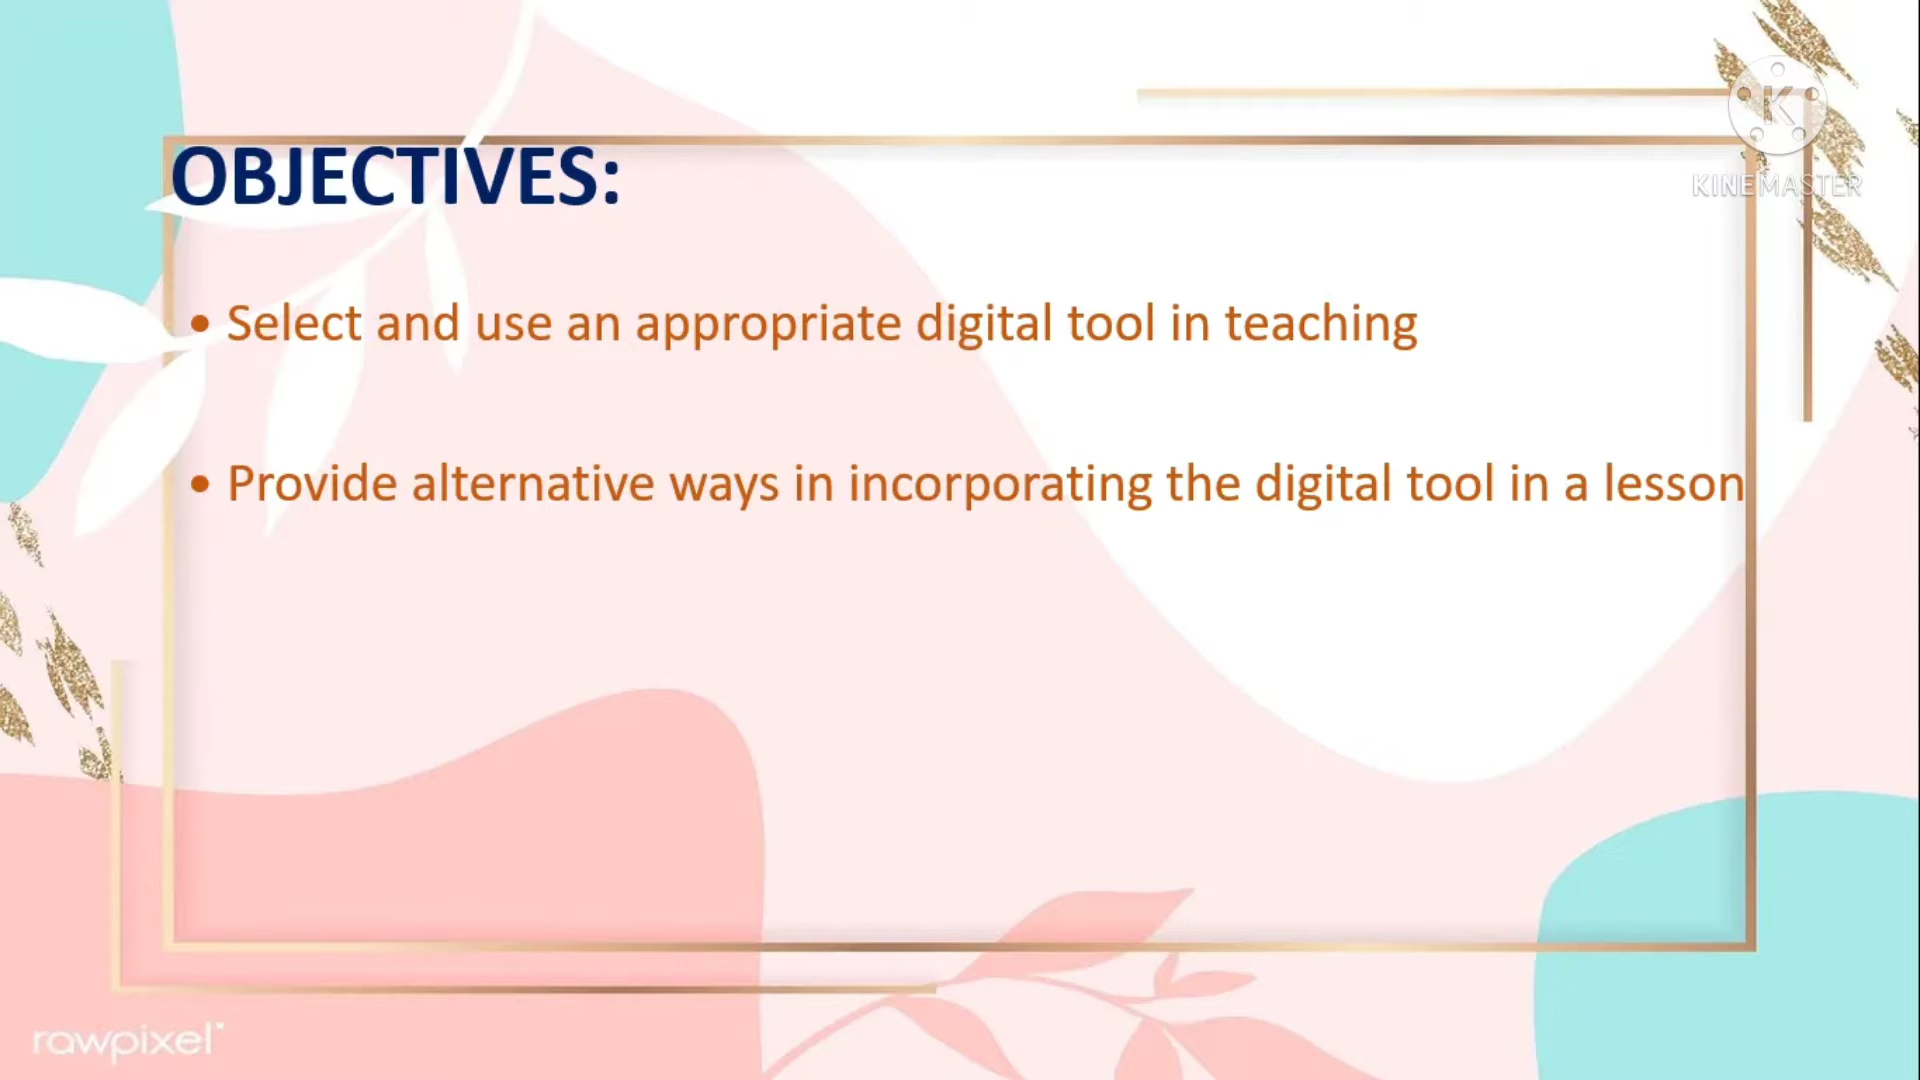 OBJECTIVES:
• Select and use an appropriate digital tool in teaching
• Provide alternative ways in incorporating the digital tool in a lesson
K
KINEMASTER
rawpixel